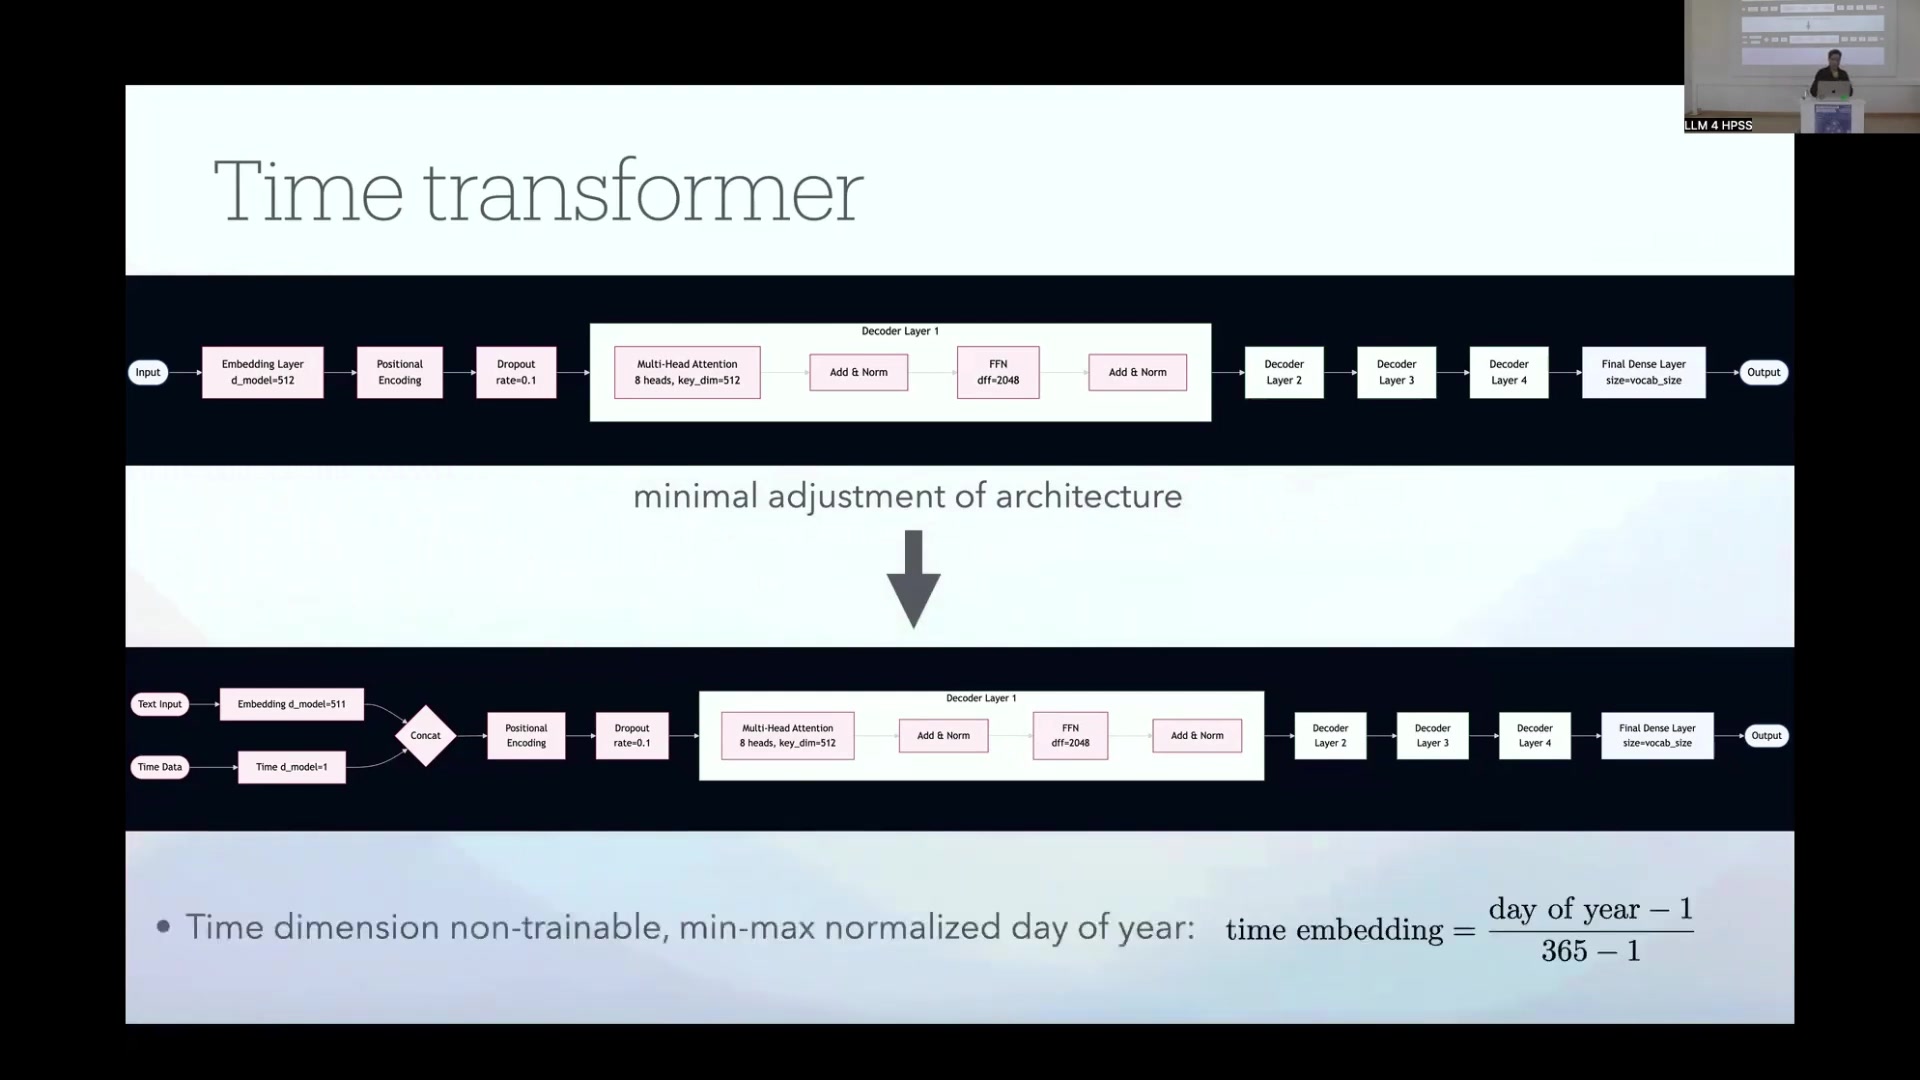 LLM 4 HPSS
Time transformer
Decoder Layer 1
Input
Embedding Layer
d_model=512
Positional
Encoding
Dropout
rate=0.1
Multi-Head Attention
8 heads, key_dim=512
Add & Norm
FFN
dff=2048
Add & Norm
Decoder
Layer 2
Decoder
Layer 3
Decoder
Layer 4
Final Dense Layer
size=vocab_size
Output
minimal adjustment of architecture
Text Input
Embedding d_model=511
Time Data
Time d_model=1
Concat
Positional
Encoding
Dropout
rate=0.1
Decoder Layer 1
Multi-Head Attention
8 heads, key_dim=512
Add & Norm
FFN
dff=2048
Add & Norm
Decoder
Layer 2
Decoder
Layer 3
Decoder
Layer 4
Final Dense Layer
size=vocab_size
Output
• Time dimension non-trainable, min-max normalized day of year: time embedding = 
day of year − 1
365 − 1